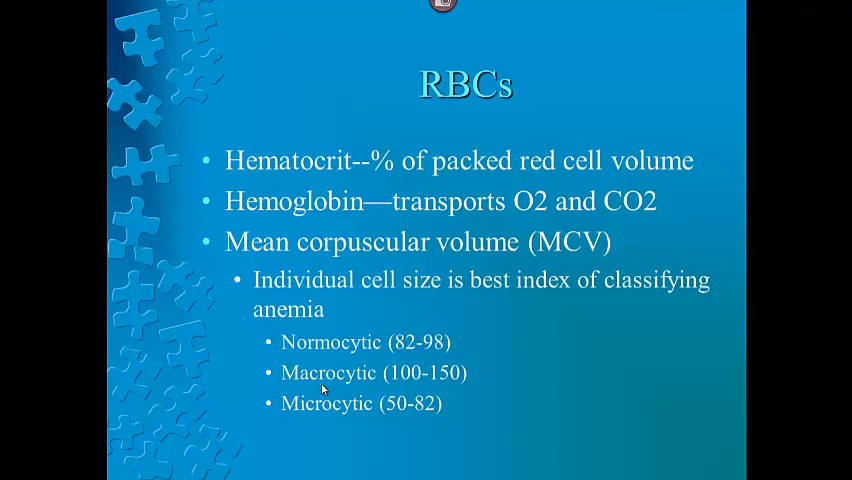 RBCs
• Hematocrit--% of packed red cell volume
• Hemoglobin—transports O2 and CO2
• Mean corpuscular volume (MCV)
• Individual cell size is best index of classifying
anemia
• Normocytic (82-98)
• Macrocytic (100-150)
• Microcytic (50-82)